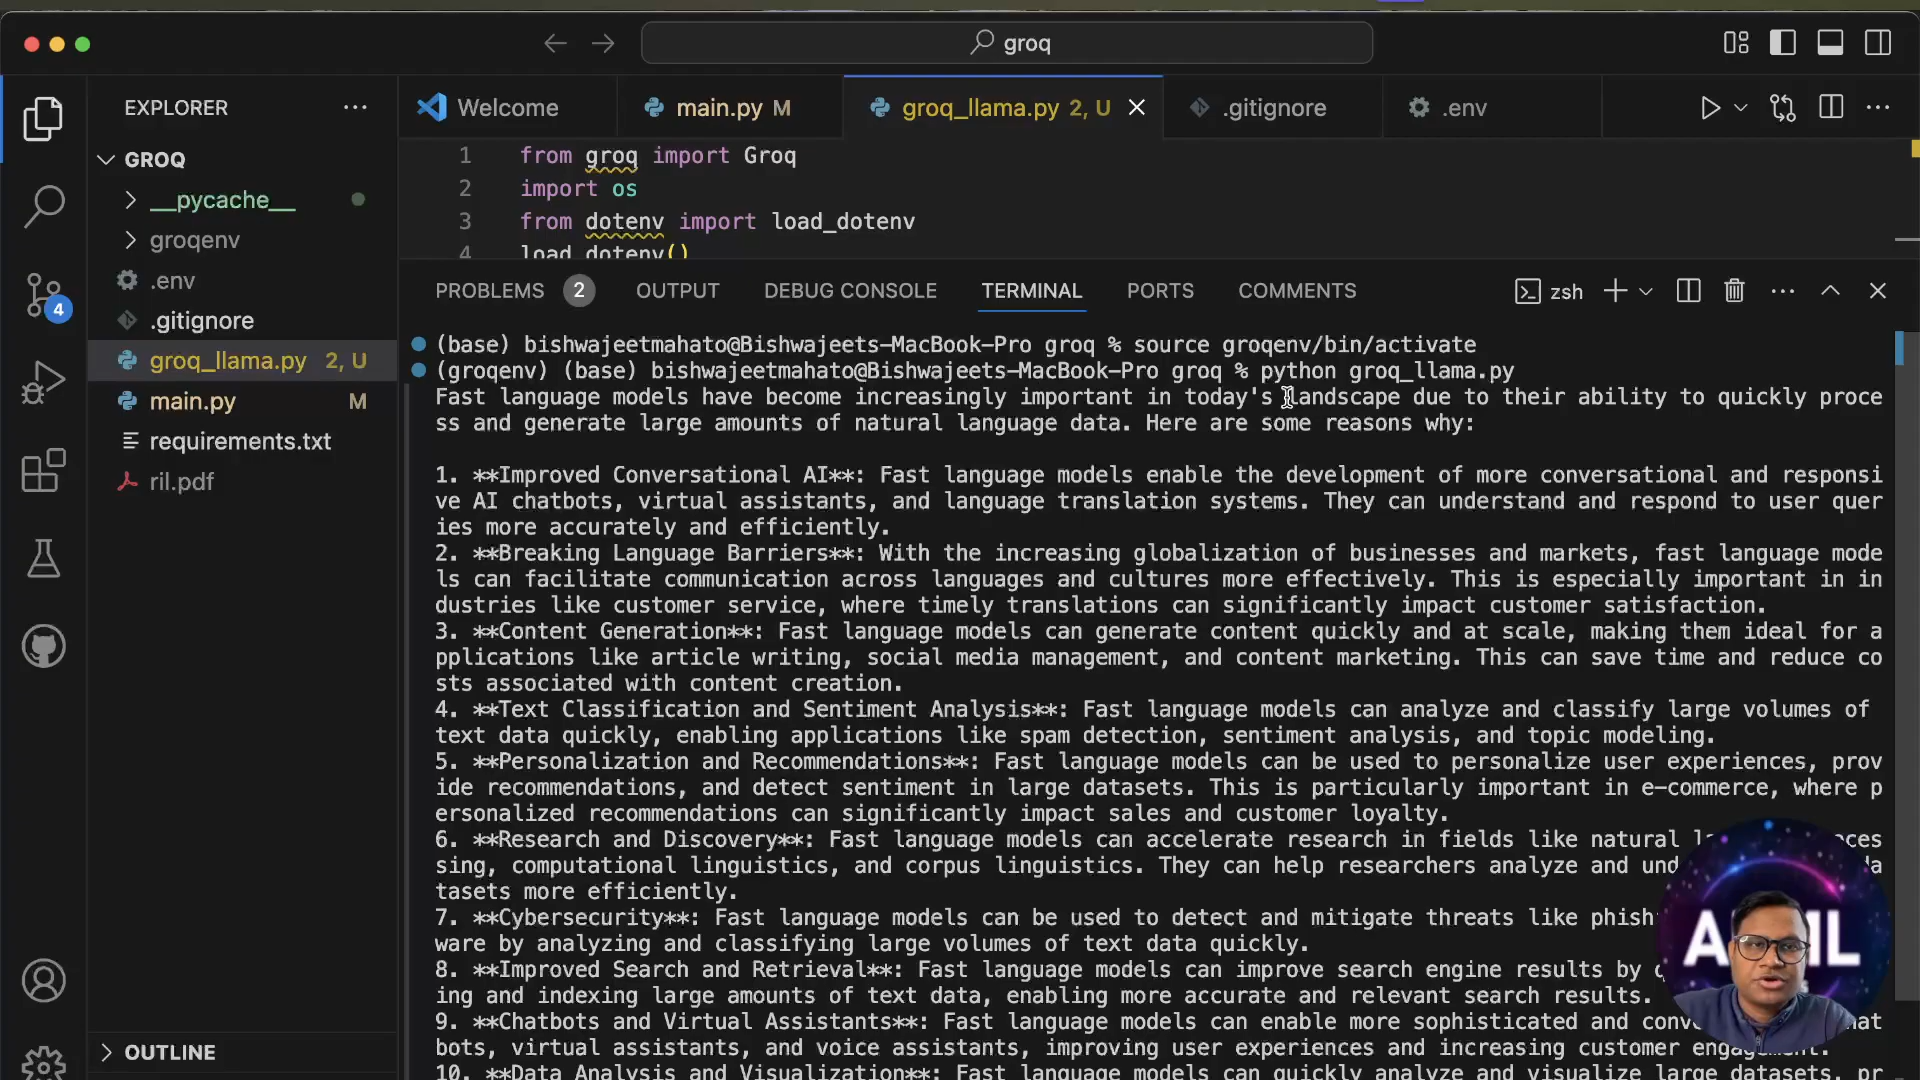 groq
EXPLORER
GROQ
__pycache__
groqenv
.env
.gitignore
groq_llama.py 2, U
main.py M
requirements.txt
ril.pdf
OUTLINE
4
Welcome
main.py M
groq_llama.py 2, U
.gitignore
.env
1 from groq import Groq
2 import os
3 from dotenv import load_dotenv
4 load_dotenv()
PROBLEMS 2 OUTPUT DEBUG CONSOLE TERMINAL PORTS COMMENTS
zsh
(base) bishwajeetmahato@Bishwajeets-MacBook-Pro groq % source groqenv/bin/activate
(groqenv) (base) bishwajeetmahato@Bishwajeets-MacBook-Pro groq % python groq_llama.py
Fast language models have become increasingly important in today's landscape due to their ability to quickly proce
ss and generate large amounts of natural language data. Here are some reasons why:
1. **Improved Conversational AI**: Fast language models enable the development of more conversational and responsi
ve AI chatbots, virtual assistants, and language translation systems. They can understand and respond to user quer
ies more accurately and efficiently.
2. **Breaking Language Barriers**: With the increasing globalization of businesses and markets, fast language mode
ls can facilitate communication across languages and cultures more effectively. This is especially important in in
dustries like customer service, where timely translations can significantly impact customer satisfaction.
3. **Content Generation**: Fast language models can generate content quickly and at scale, making them ideal for a
pplications like article writing, social media management, and content marketing. This can save time and reduce co
sts associated with content creation.
4. **Text Classification and Sentiment Analysis**: Fast language models can analyze and classify large volumes of
text data quickly, enabling applications like spam detection, sentiment analysis, and topic modeling.
5. **Personalization and Recommendations**: Fast language models can be used to personalize user experiences, prov
ide recommendations, and detect sentiment in large datasets. This is particularly important in e-commerce, where p
ersonalized recommendations can significantly impact sales and customer loyalty.
6. **Research and Discovery**: Fast language models can accelerate research in fields like natural
sing, computational linguistics, and corpus linguistics. They can help researchers analyze and
tasets more efficiently.
7. **Cybersecurity**: Fast language models can be used to detect and mitigate threats like
ware by analyzing and classifying large volumes of text data quickly.
8. **Improved Search and Retrieval**: Fast language models can improve search engine results by
ing and indexing large amounts of text data, enabling more accurate and relevant search results.
9. **Chatbots and Virtual Assistants**: Fast language models can enable more sophisticated and
bots, virtual assistants, and voice assistants, improving user experiences and increasing customer engagement.
10. **Data Analysis and Visualization**: Fast language models can quickly analyze and visualize large datasets, pr